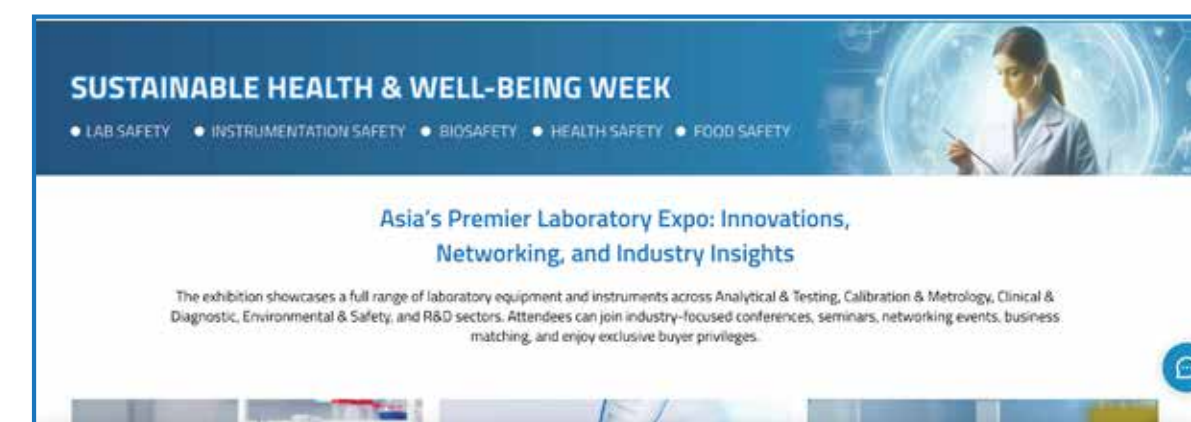 SUSTAINABLE HEALTH & WELL-BEING WEEK
● LAB SAFETY ● INSTRUMENTATION SAFETY ● BIOSAFETY ● HEALTH SAFETY ● FOOD SAFETY
Asia's Premier Laboratory Expo: Innovations,
Networking, and Industry Insights
The exhibition showcases a full range of laboratory equipment and instruments across Analytical & Testing, Calibration & Metrology, Clinical &
Diagnostic, Environmental & Safety, and R&D sectors. Attendees can join industry-focused conferences, seminars, networking events, business
matching, and enjoy exclusive buyer privileges.